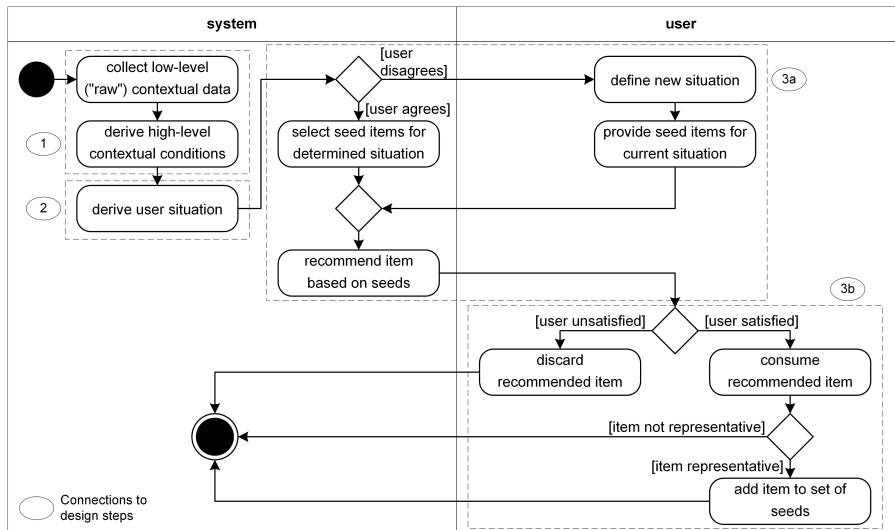 system
user
collect low-level
("raw") contextual data
[user
disagrees]
define new situation
3a
[user agrees]
1
derive high-level
contextual conditions
select seed items for
determined situation
provide seed items for
current situation
2
derive user situation
recommend item
based on seeds
3b
[user unsatisfied]
[user satisfied]
discard
recommended item
consume
recommended item
[item not representative]
[item representative]
add item to set of
seeds
Connections to
design steps